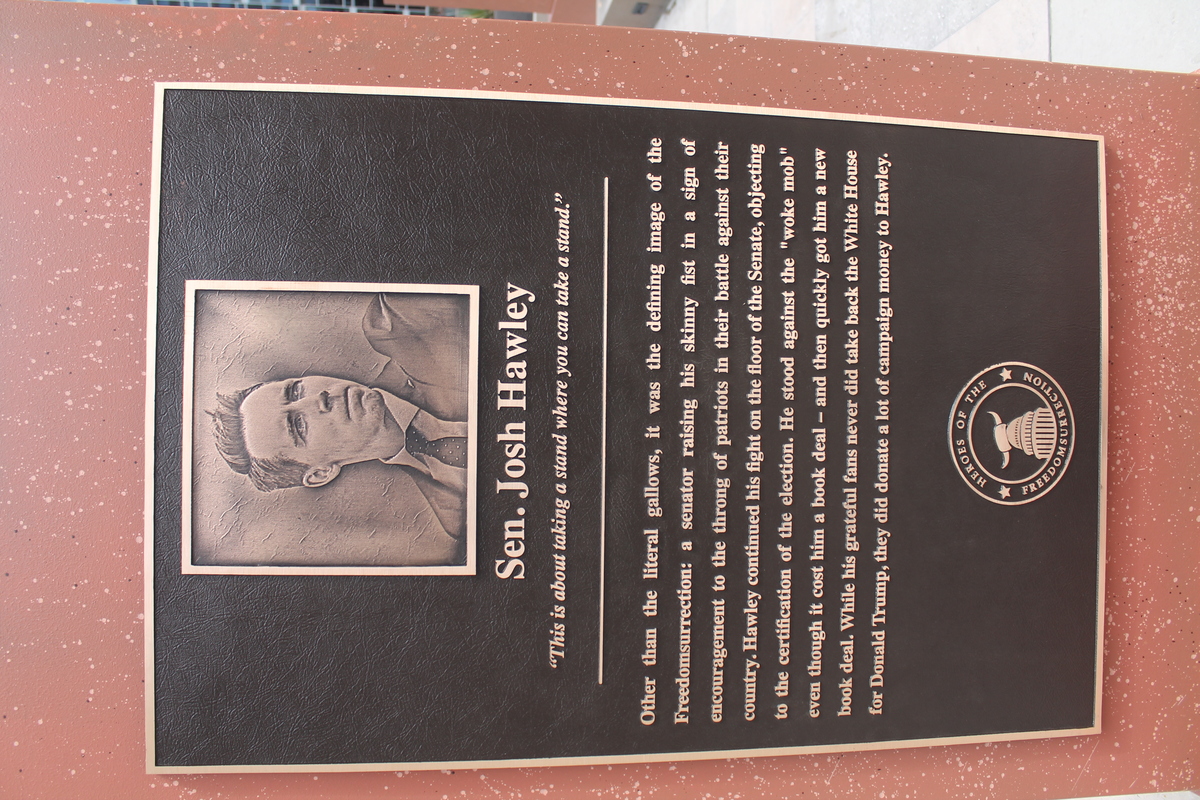 Sen. Josh Hawley
“This is about taking a stand where you can take a stand.”
Other than the literal gallows, it was the defining image of the
Freedomsurrection: a senator raising his skinny fist in a sign of
encouragement to the throng of patriots in their battle against their
country. Hawley continued his fight on the floor of the Senate, objecting
to the certification of the election. He stood against the "woke mob"
even though it cost him a book deal – and then quickly got him a new
book deal. While his grateful fans never did take back the White House
for Donald Trump, they did donate a lot of campaign money to Hawley.
HEROES OF THE
FREEDOMSURRECTION